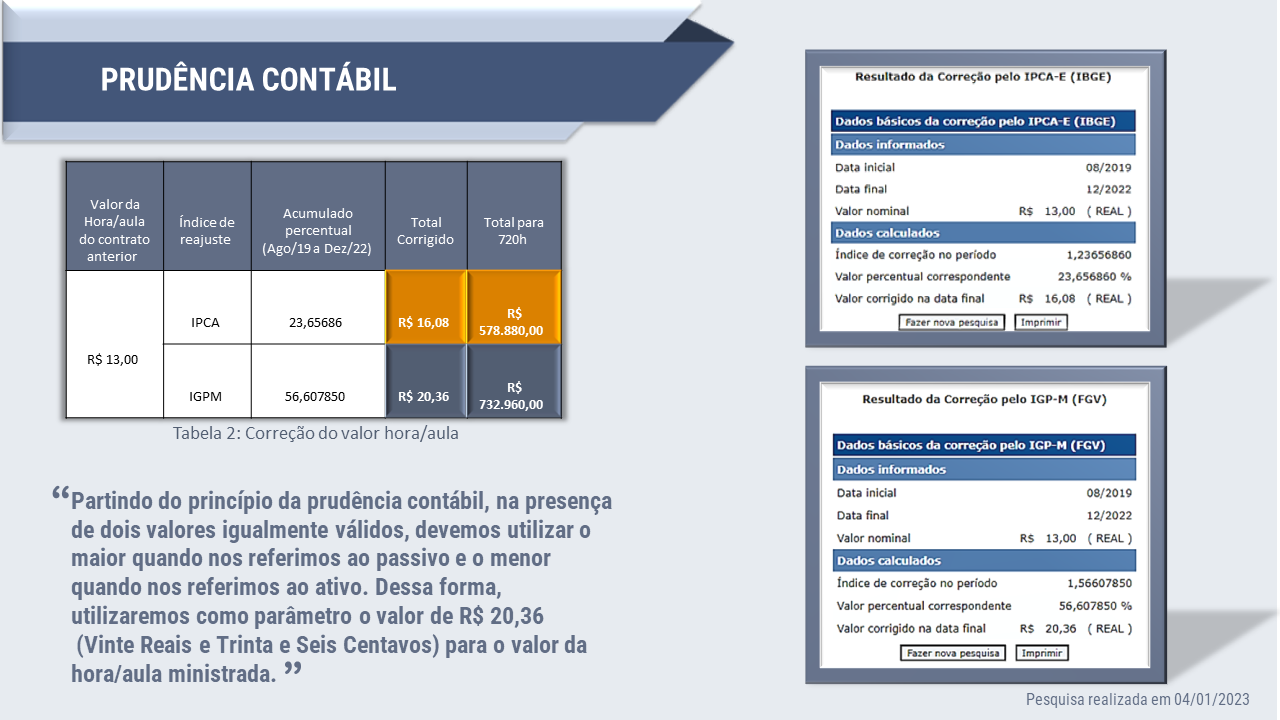 PRUDÊNCIA CONTÁBIL
Valor da
Hora/aula
do contrato
anterior
Índice de
reajuste
Acumulado
percentual
(Ago/19 a Dez/22)
Total
Corrigido
Total para
720h
R$ 13,00
IPCA
23,65686
R$ 16,08
R$
578.880,00
IGPM
56,607850
R$ 20,36
R$
732.960,00
Tabela 2: Correção do valor hora/aula
“Partindo do princípio da prudência contábil, na presença
de dois valores igualmente válidos, devemos utilizar o
maior quando nos referimos ao passivo e o menor
quando nos referimos ao ativo. Dessa forma,
utilizaremos como parâmetro o valor de R$ 20,36
(Vinte Reais e Trinta e Seis Centavos) para o valor da
hora/aula ministrada. ”
Resultado da Correção pelo IPCA-E (IBGE)
Dados básicos da correção pelo IPCA-E (IBGE)
Dados informados
Data inicial 08/2019
Data final 12/2022
Valor nominal R$ 13,00 ( REAL )
Dados calculados
Índice de correção no período 1,23656860
Valor percentual correspondente 23,656860 %
Valor corrigido na data final R$ 16,08 ( REAL )
Fazer nova pesquisa Imprimir
Resultado da Correção pelo IGP-M (FGV)
Dados básicos da correção pelo IGP-M (FGV)
Dados informados
Data inicial 08/2019
Data final 12/2022
Valor nominal R$ 13,00 ( REAL )
Dados calculados
Índice de correção no período 1,56607850
Valor percentual correspondente 56,607850 %
Valor corrigido na data final R$ 20,36 ( REAL )
Fazer nova pesquisa Imprimir
Pesquisa realizada em 04/01/2023